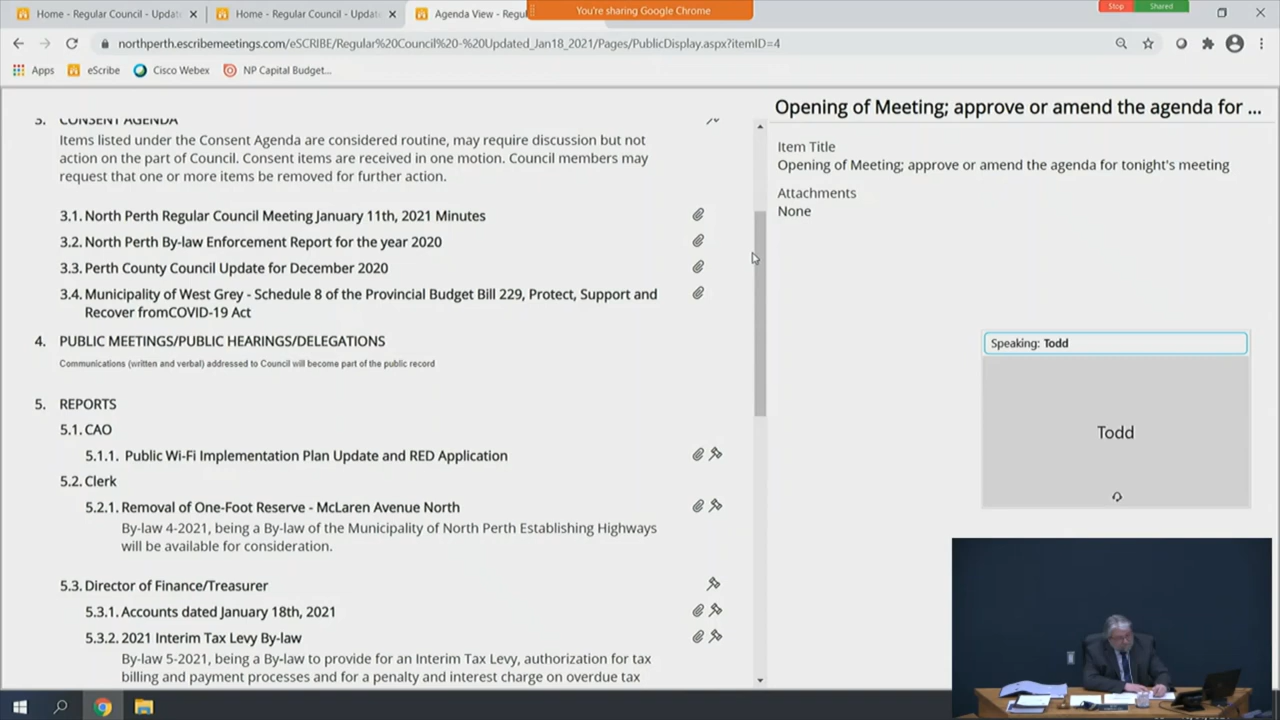 Home - Regular Council - Updat
Home - Regular Council - Updat
Agenda View - Regu
You're sharing Google Chrome
Stop
Shared
northperth.escribemeetings.com/eSCRIBE/Regular%20Council%20-%20Updated_Jan18_2021/Pages/PublicDisplay.aspx?itemID=4
Apps
eScribe
Cisco Webex
NP Capital Budget...
3. CONSENT AGENDA
Items listed under the Consent Agenda are considered routine, may require discussion but not
action on the part of Council. Consent items are received in one motion. Council members may
request that one or more items be removed for further action.
3.1. North Perth Regular Council Meeting January 11th, 2021 Minutes
3.2. North Perth By-law Enforcement Report for the year 2020
3.3. Perth County Council Update for December 2020
3.4. Municipality of West Grey - Schedule 8 of the Provincial Budget Bill 229, Protect, Support and
Recover fromCOVID-19 Act
4. PUBLIC MEETINGS/PUBLIC HEARINGS/DELEGATIONS
Communications (written and verbal) addressed to Council will become part of the public record
5. REPORTS
5.1. CAO
5.1.1. Public Wi-Fi Implementation Plan Update and RED Application
5.2. Clerk
5.2.1. Removal of One-Foot Reserve - McLaren Avenue North
By-law 4-2021, being a By-law of the Municipality of North Perth Establishing Highways
will be available for consideration.
5.3. Director of Finance/Treasurer
5.3.1. Accounts dated January 18th, 2021
5.3.2. 2021 Interim Tax Levy By-law
By-law 5-2021, being a By-law to provide for an Interim Tax Levy, authorization for tax
billing and payment processes and for a penalty and interest charge on overdue tax
Opening of Meeting; approve or amend the agenda for ...
Item Title
Opening of Meeting; approve or amend the agenda for tonight's meeting
Attachments
None
Speaking: Todd
Todd